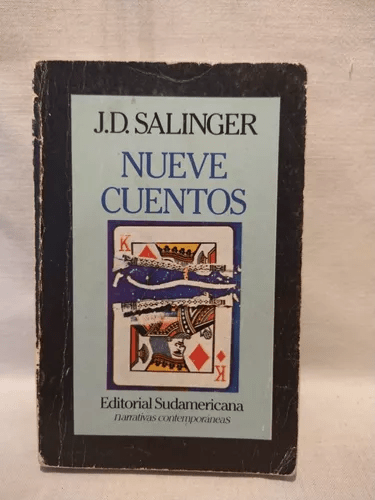 J.D. SALINGER
NUEVE
CUENTOS
K
K
Editorial Sudamericana
narrativas contemporáneas